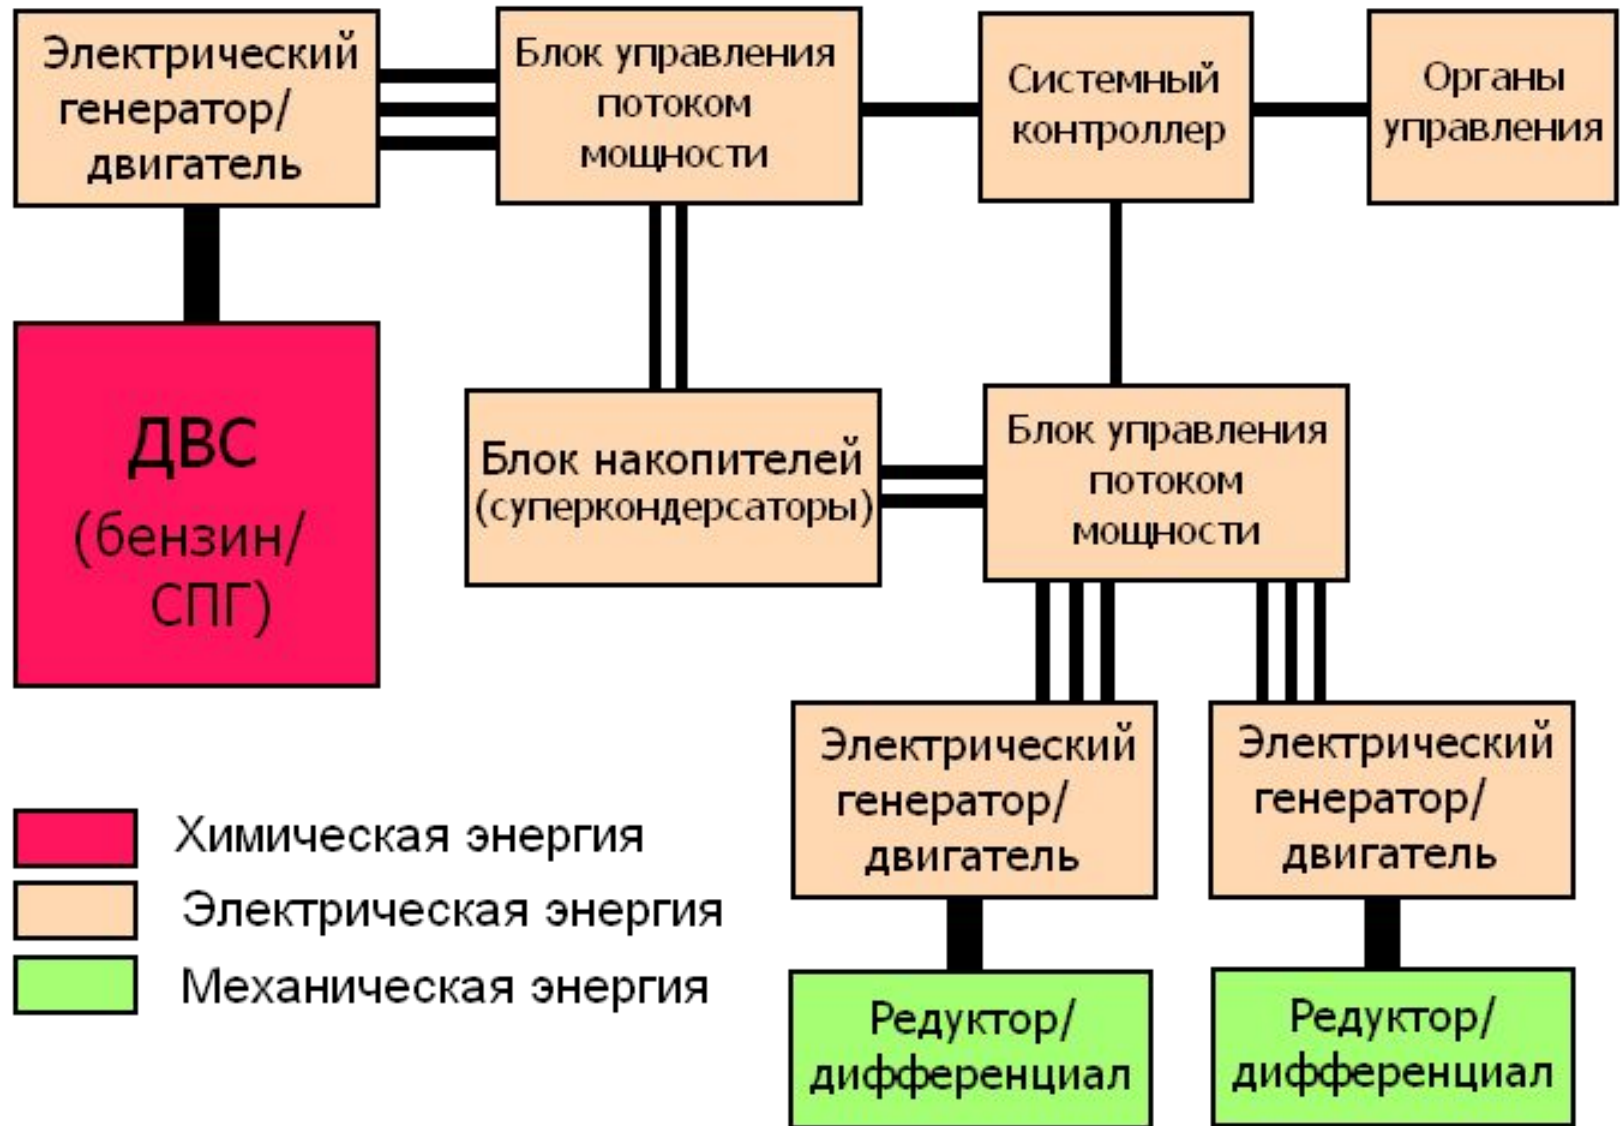 Электрический
генератор/
двигатель
Блок управления
потоком
мощности
Системный
контроллер
Органы
управления
ДВС
(бензин/
СПГ)
Блок накопителей
(суперкондерсаторы)
Блок управления
потоком
мощности
Электрический
генератор/
двигатель
Электрический
генератор/
двигатель
Химическая энергия
Электрическая энергия
Механическая энергия
Редуктор/
дифференциал
Редуктор/
дифференциал